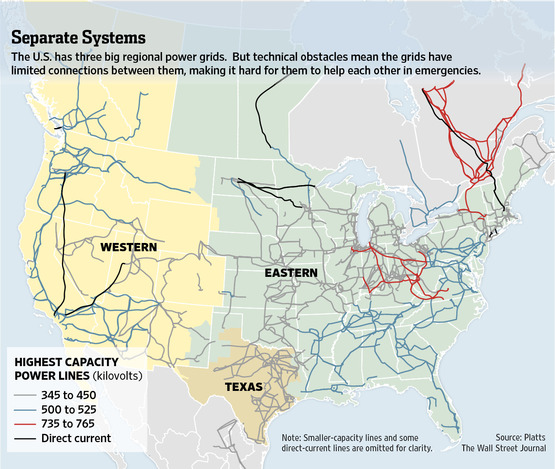 Separate Systems
The U.S. has three big regional power grids. But technical obstacles mean the grids have
limited connections between them, making it hard for them to help each other in emergencies.
WESTERN
EASTERN
TEXAS
HIGHEST CAPACITY
POWER LINES (kilovolts)
345 to 450
500 to 525
735 to 765
Direct current
Note: Smaller-capacity lines and some
direct-current lines are omitted for clarity.
Source: Platts
The Wall Street Journal